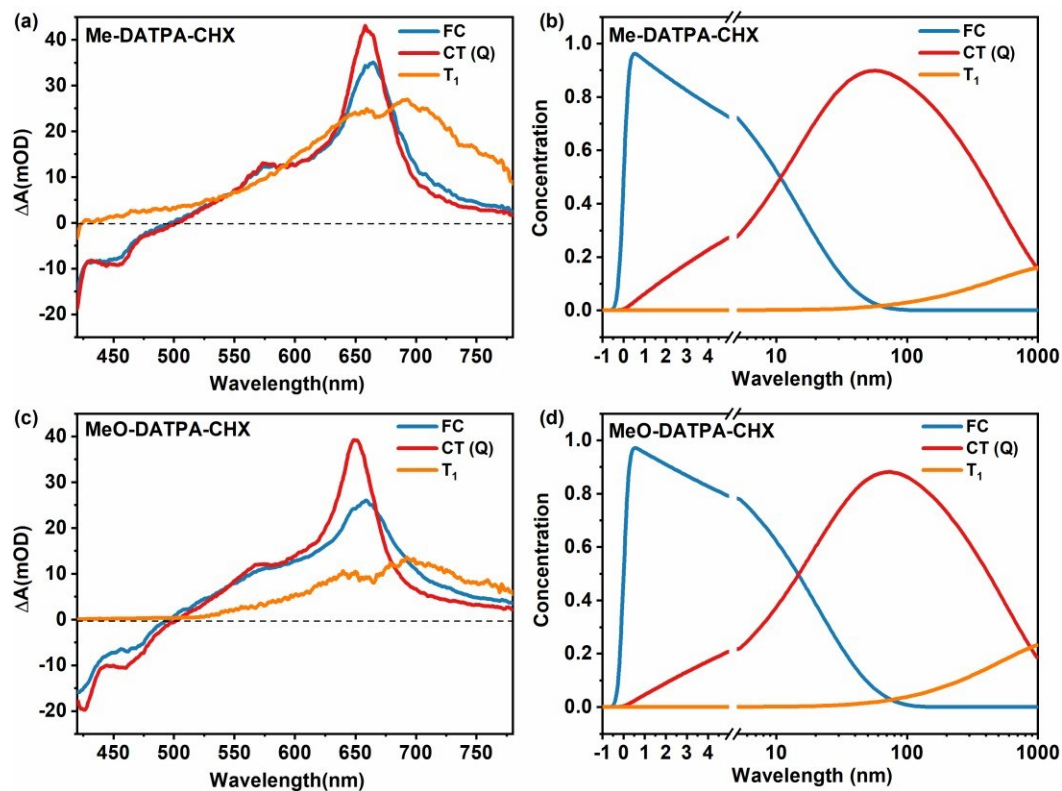 (a)
Me-DATPA-CHX
FC
CT (Q)
T₁
ΔA(mOD)
40
30
20
10
0
-10
-20
450 500 550 600 650 700 750
Wavelength(nm)
(b)
Me-DATPA-CHX
FC
CT (Q)
T₁
Concentration
1.0
0.8
0.6
0.4
0.2
0.0
-1 0 1 2 3 4 10 100 1000
Wavelength (nm)
(c)
MeO-DATPA-CHX
FC
CT (Q)
T₁
ΔA(mOD)
40
30
20
10
0
-10
-20
450 500 550 600 650 700 750
Wavelength(nm)
(d)
MeO-DATPA-CHX
FC
CT (Q)
T₁
Concentration
1.0
0.8
0.6
0.4
0.2
0.0
-1 0 1 2 3 4 10 100 1000
Wavelength (nm)